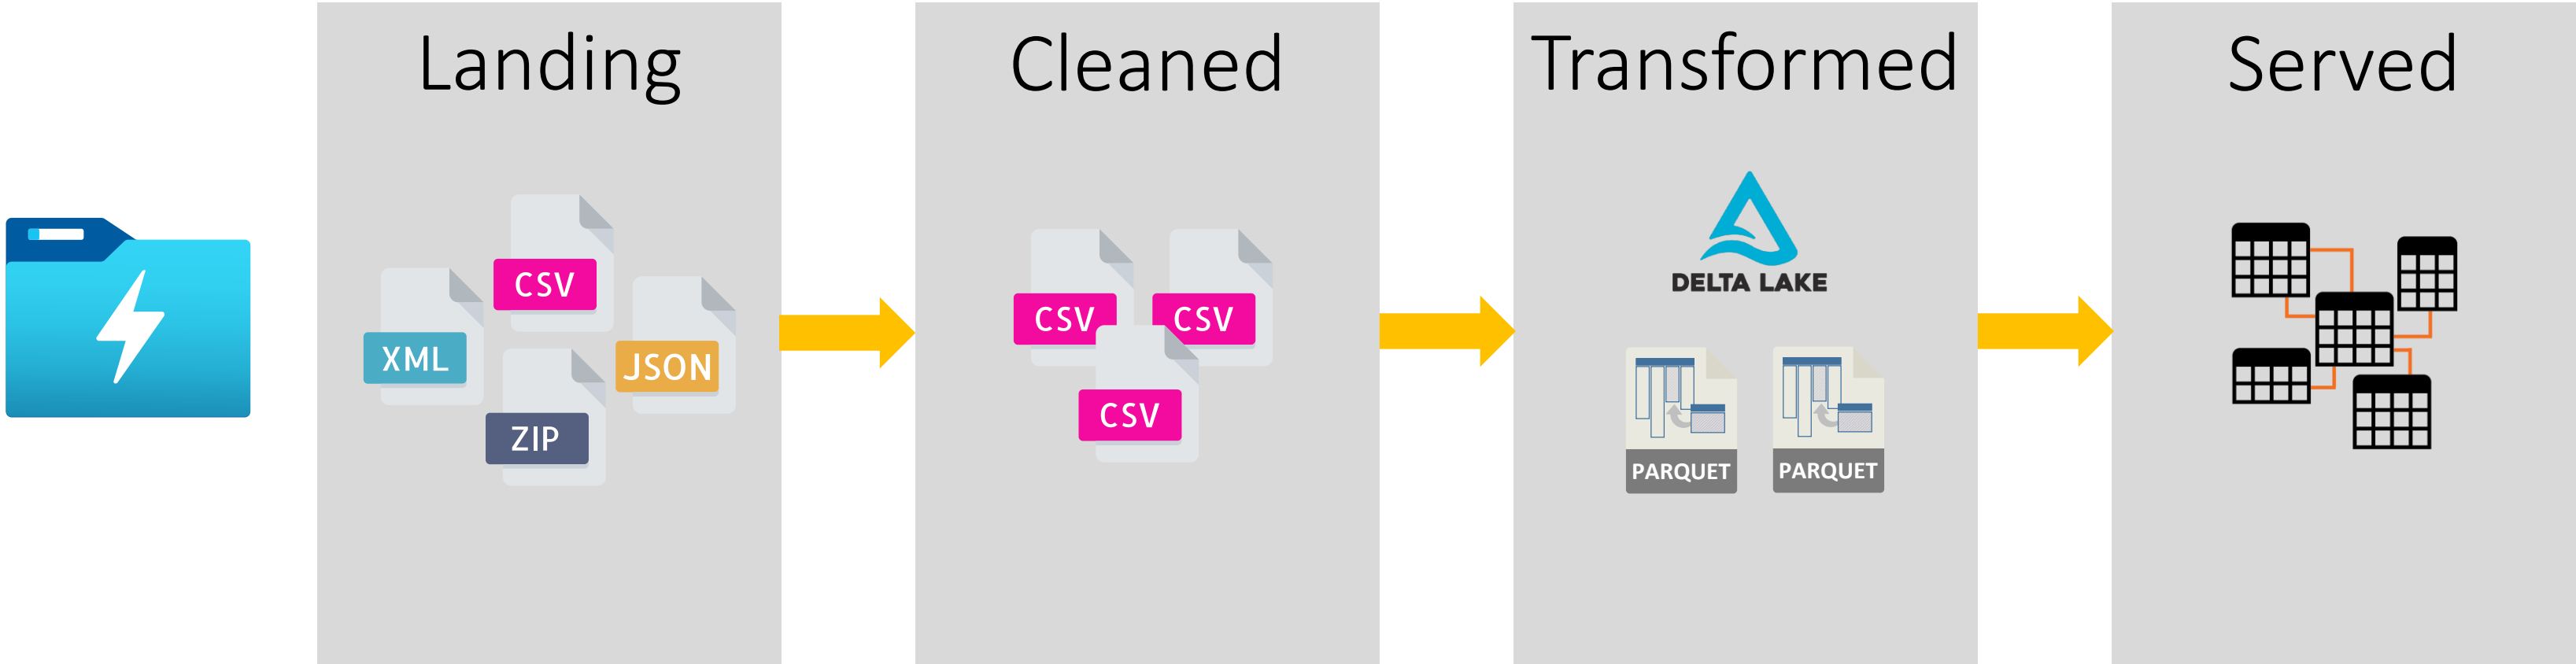 Landing
Cleaned
Transformed
Served
CSV
XML
JSON
ZIP
CSV
CSV
CSV
DELTA LAKE
PARQUET
PARQUET